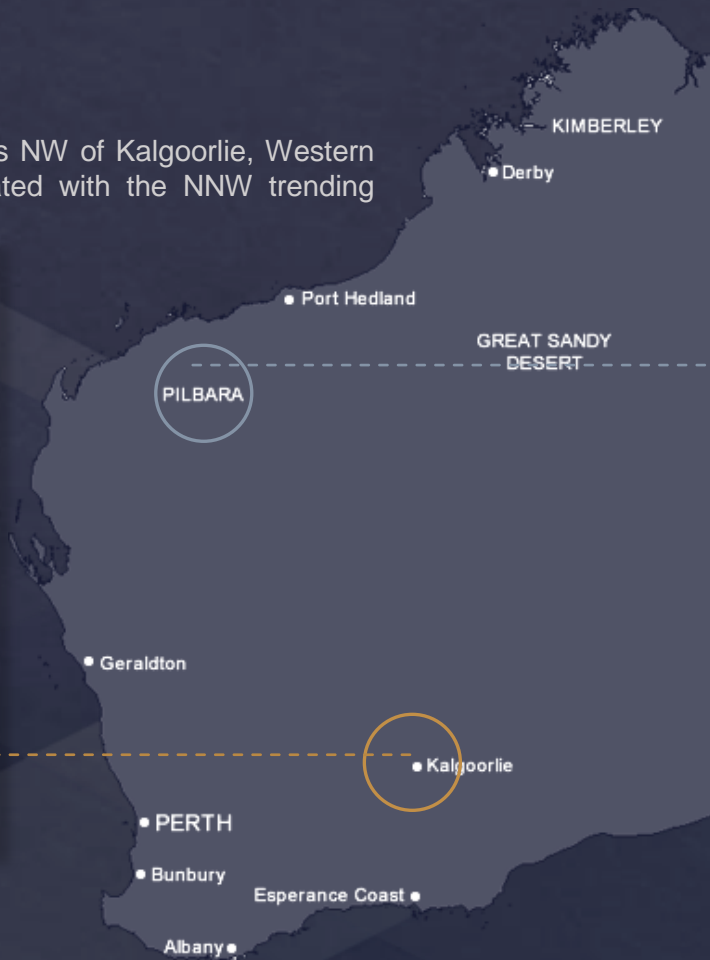 s NW of Kalgoorlie, Western
ated with the NNW trending
KIMBERLEY
Derby
Port Hedland
GREAT SANDY
DESERT
PILBARA
Geraldton
Kalgoorlie
PERTH
Bunbury
Esperance Coast
Albany